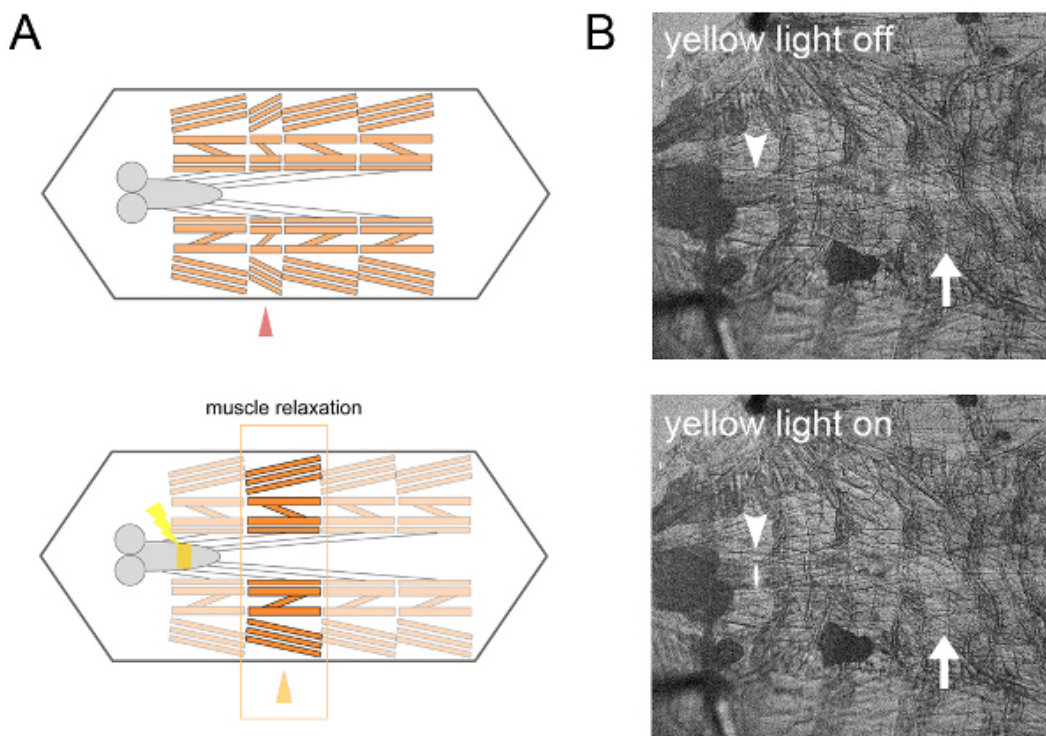 A
B
yellow light off
muscle relaxation
yellow light on